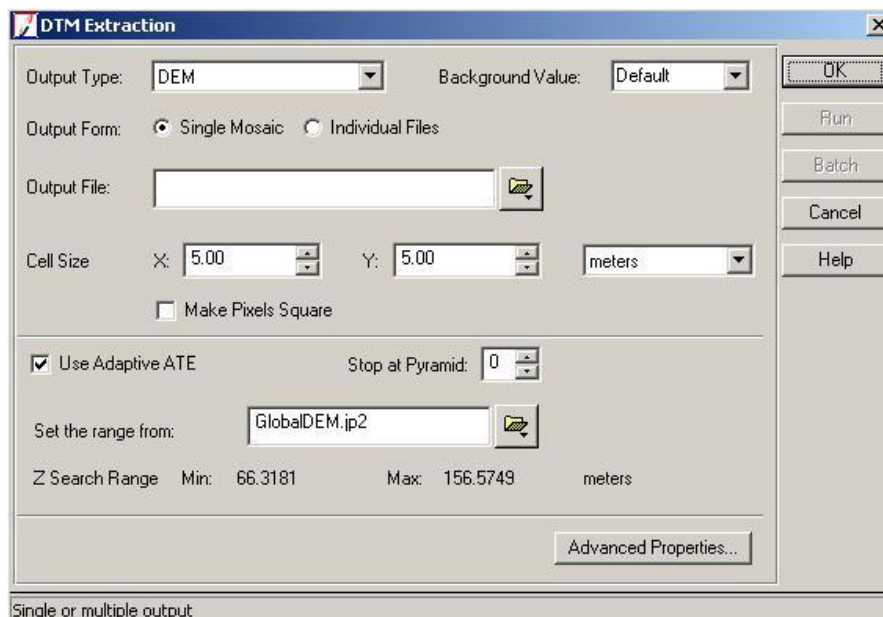 DTM Extraction
Output Type: DEM Background Value: Default
Output Form: Single Mosaic Individual Files
Output File:
Cell Size X: 5.00 Y: 5.00 meters
Make Pixels Square
Use Adaptive ATE Stop at Pyramid: 0
Set the range from: GlobalDEM.jp2
Z Search Range Min: 66.3181 Max: 156.5749 meters
Advanced Properties...
OK
Run
Batch
Cancel
Help
Single or multiple output